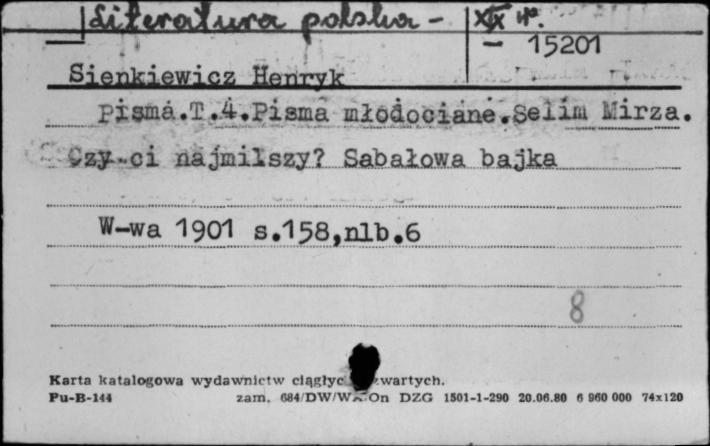 Literatura polska - XIX w.
15201
Sienkiewicz Henryk
Pisma.T.4.Pisma młodociane.Selim Mirza.
Czy ci najmilszy? Sabałowa bajka
W-wa 1901 s.158,nlb.6
8
Karta katalogowa wydawnictw ciągłyc zwartych.
Pu-B-144 zam. 684/DW/W On DZG 1501-1-290 20.06.80 6 960 000 74x120